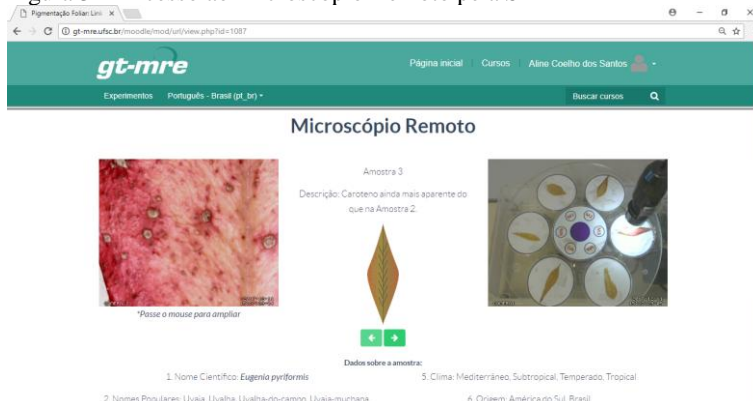 Pigmentação Foliar: Link
gt-mre.ufsc.br/moodle/mod/url/view.php?id=1087
gt-mre
Página inicial
Cursos
Aline Coelho dos Santos
Experimentos
Português - Brasil (pt_br)
Buscar cursos
Microscópio Remoto
Amostra 3
Descrição: Caroteno ainda mais aparente do
que na Amostra 2.
*Passe o mouse para ampliar
Dados sobre a amostra:
1. Nome Científico: Eugenia pyriformis
5. Clima: Mediterrâneo, Subtropical, Temperado, Tropical
2. Nomes Populares: Uvaia, Uvalha, Uvalha-do-campo, Uvaia-muchana
6. Origem: América do Sul, Brasil